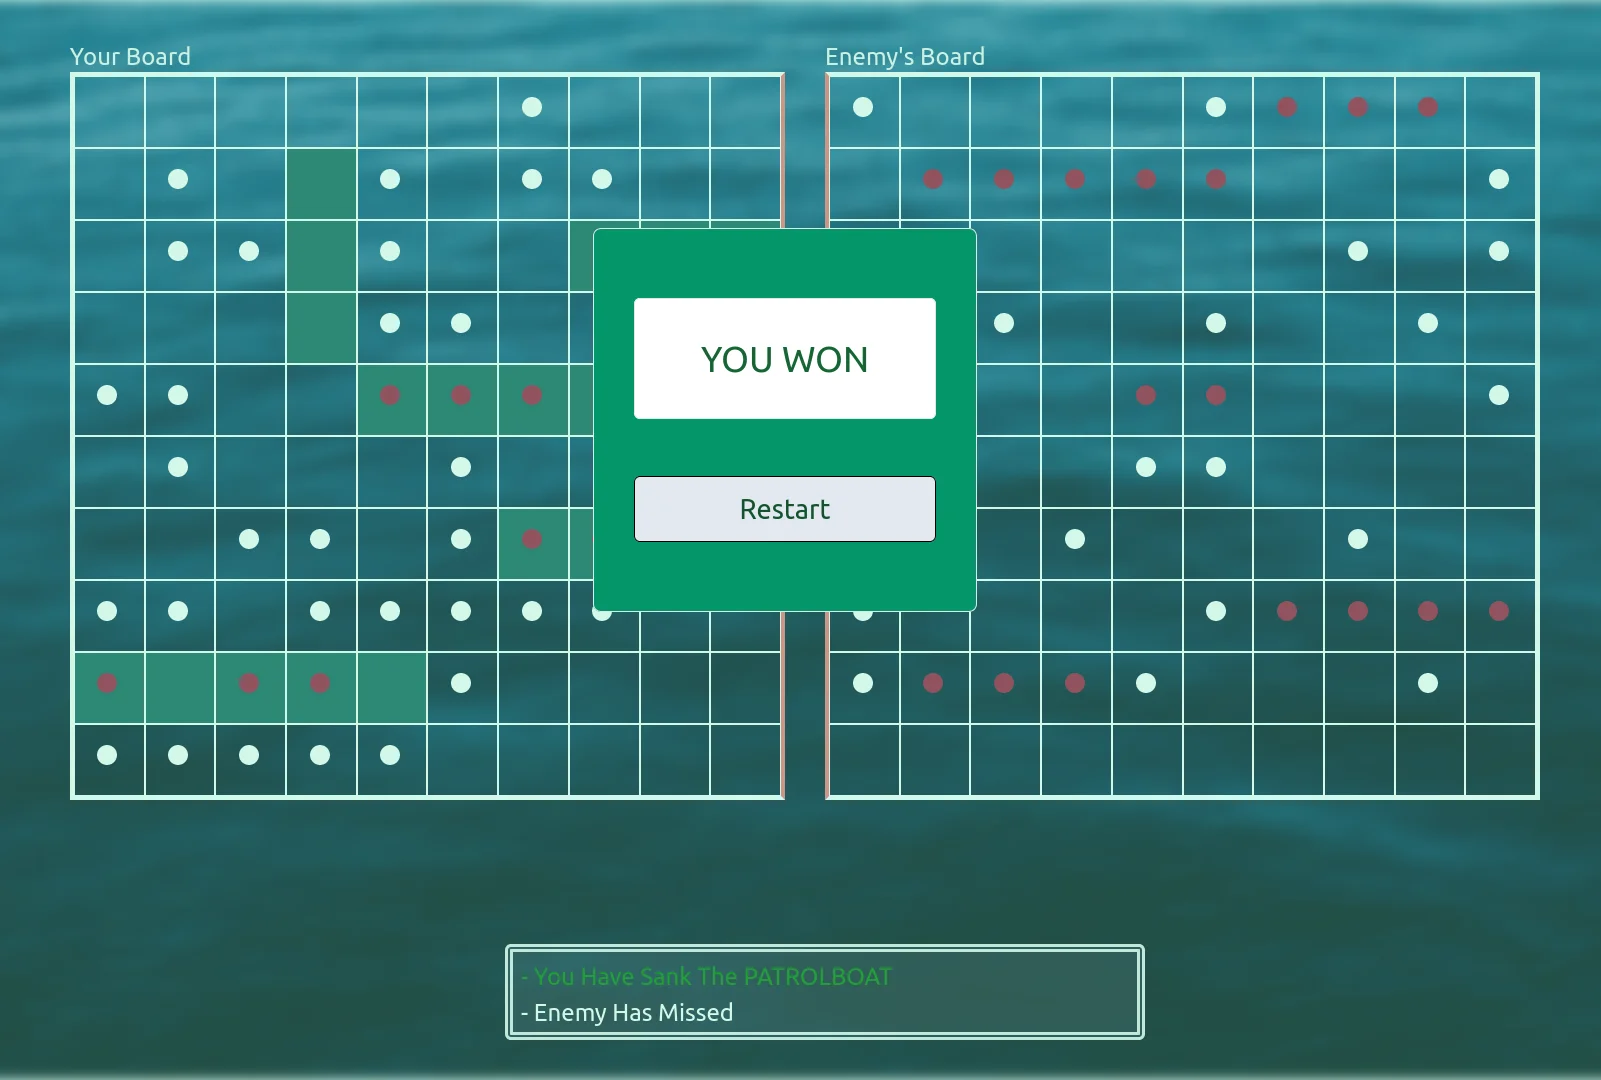 Your Board
Enemy's Board
YOU WON
Restart
- You Have Sank The PATROLBOAT
- Enemy Has Missed